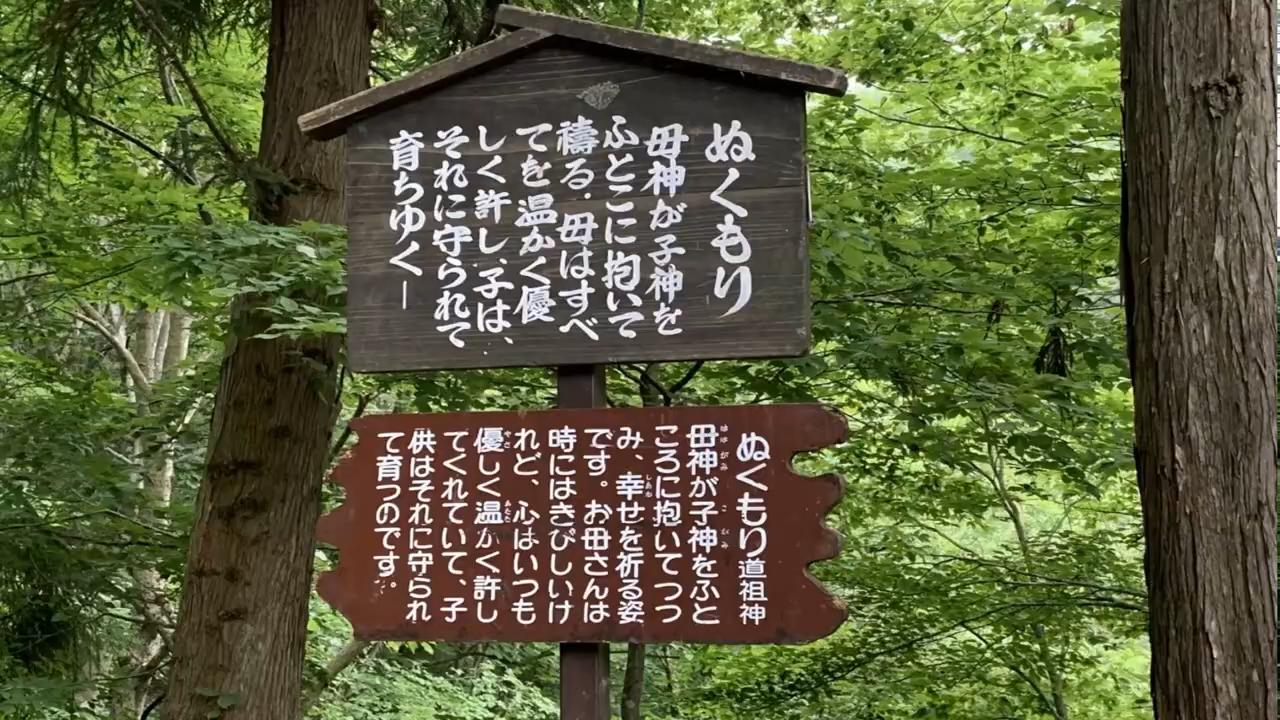 ぬくもり
母神が子神を
ふとこに抱いて
禱る.母はすべ
てを温かく優
しく許し、子は、
それに守られて
育ちゆく―
ぬくもり道祖神
母神が子神をふと
ころに抱いてつつ
み、幸せを祈る姿
です。お母さんは
時にはきびしいけ
れど、心はいつも
優しく温かく許し
てくれていて、子
供はそれに守られ
て育つのです。